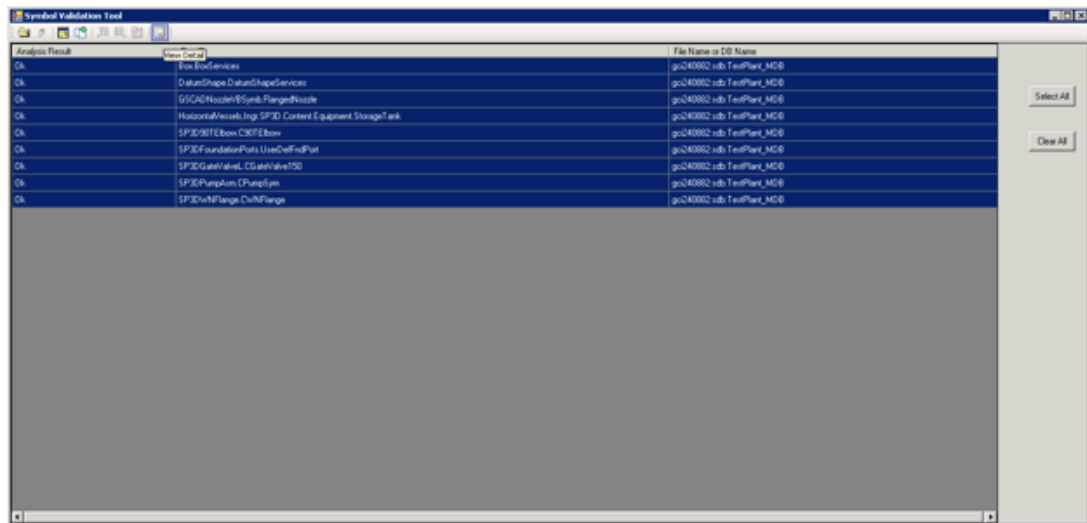 Symbol Validation Tool
Analysis Result File Name or DB Name
View Detail
Ok Box.BoxServices gci240882:sdb:TestPlant_MDB
Ok DatumShape.DatumShapeServices gci240882:sdb:TestPlant_MDB
Select All
Ok GSCADNozzleVBSymb.FlangedNozzle gci240882:sdb:TestPlant_MDB
Ok HorizontalVessels,Ingr.SP3D.Content.Equipment.StorageTank gci240882:sdb:TestPlant_MDB
Ok SP3D90TElbow.C90TElbow gci240882:sdb:TestPlant_MDB
Clear All
Ok SP3DFoundationPorts.UserDefFndPort gci240882:sdb:TestPlant_MDB
Ok SP3DGateValveL.CGateValve150 gci240882:sdb:TestPlant_MDB
Ok SP3DPumpAsm.CPumpSym gci240882:sdb:TestPlant_MDB
Ok SP3DWNFlange.CWNFlange gci240882:sdb:TestPlant_MDB